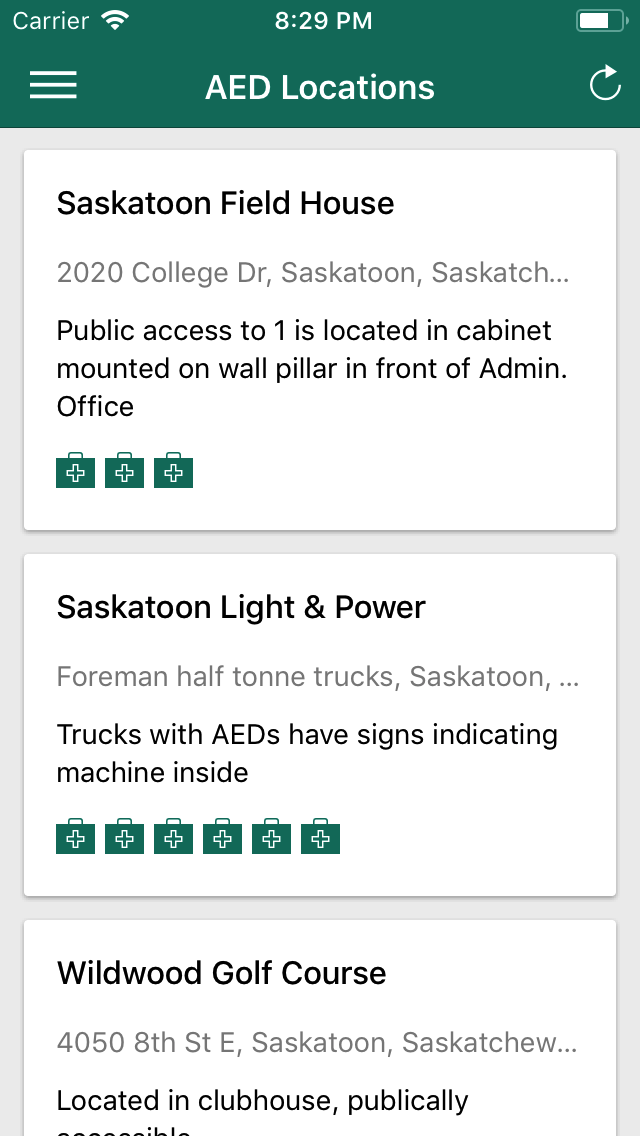 Carrier 8:29 PM
AED Locations
Saskatoon Field House
2020 College Dr, Saskatoon, Saskatch...
Public access to 1 is located in cabinet
mounted on wall pillar in front of Admin.
Office
Saskatoon Light & Power
Foreman half tonne trucks, Saskatoon, ...
Trucks with AEDs have signs indicating
machine inside
Wildwood Golf Course
4050 8th St E, Saskatoon, Saskatchew...
Located in clubhouse, publically